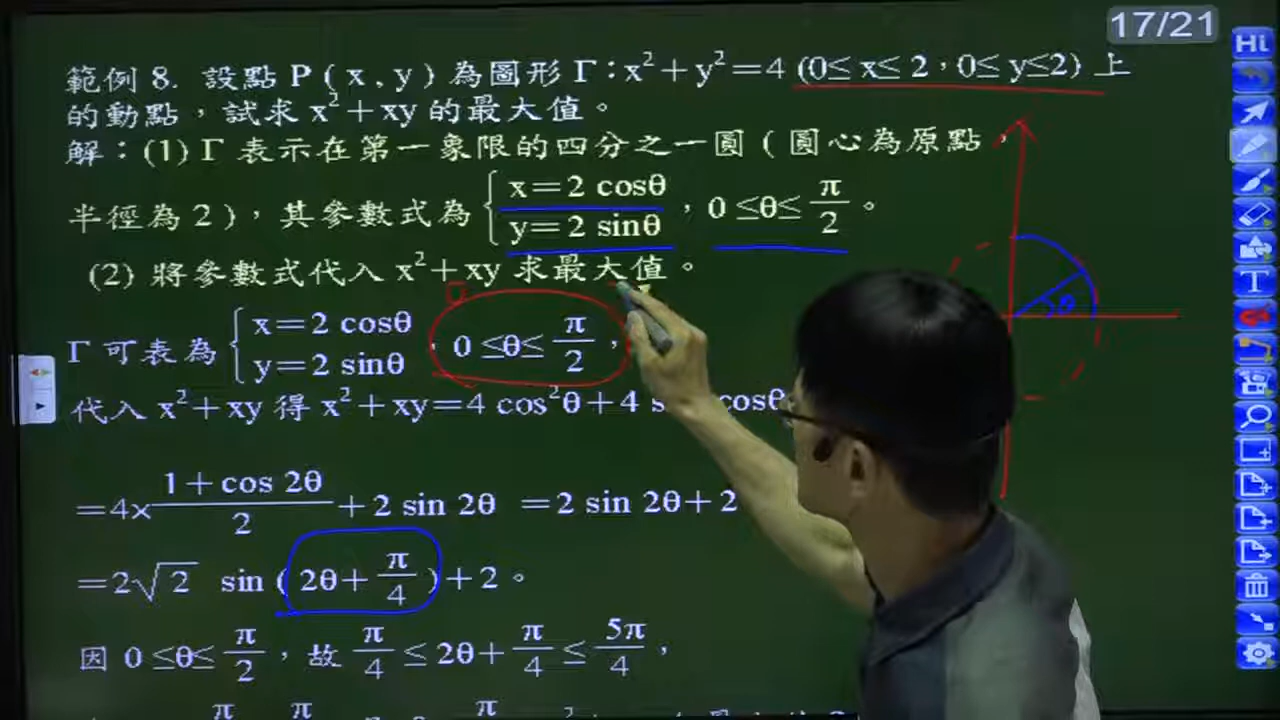 17/21
HL
範例 8. 設點 P ( x , y ) 為圖形 Γ：x²＋y²＝4 (0≤ x≤ 2，0≤ y≤2) 上
的動點，試求 x²＋xy 的最大值。
解：(1) Γ 表示在第一象限的四分之一圓 ( 圓心為原點，
半徑為 2 )，其參數式為 { x＝2 cosθ y＝2 sinθ ，0 ≤θ≤ π/2 。
(2) 將參數式代入 x²＋xy 求最大值。
Γ 可表為 { x＝2 cosθ y＝2 sinθ ，0 ≤θ≤ π/2 ，
代入 x²＋xy 得 x²＋xy＝4 cos²θ＋4 s cosθ
＝4× (1＋cos 2θ)/2 ＋2 sin 2θ ＝2 sin 2θ＋2
＝2√2 sin ( 2θ＋ π/4 )＋2。
因 0 ≤θ≤ π/2，故 π/4 ≤ 2θ＋ π/4 ≤ 5π/4，
θ
T